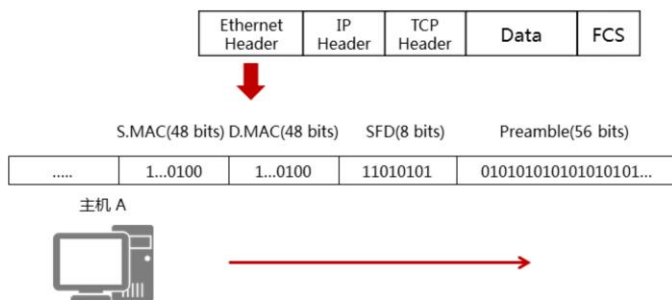 Ethernet Header
IP Header
TCP Header
Data
FCS
S.MAC(48 bits) D.MAC(48 bits) SFD(8 bits) Preamble(56 bits)
..... 1...0100 1...0100 11010101 010101010101010101...
主机 A